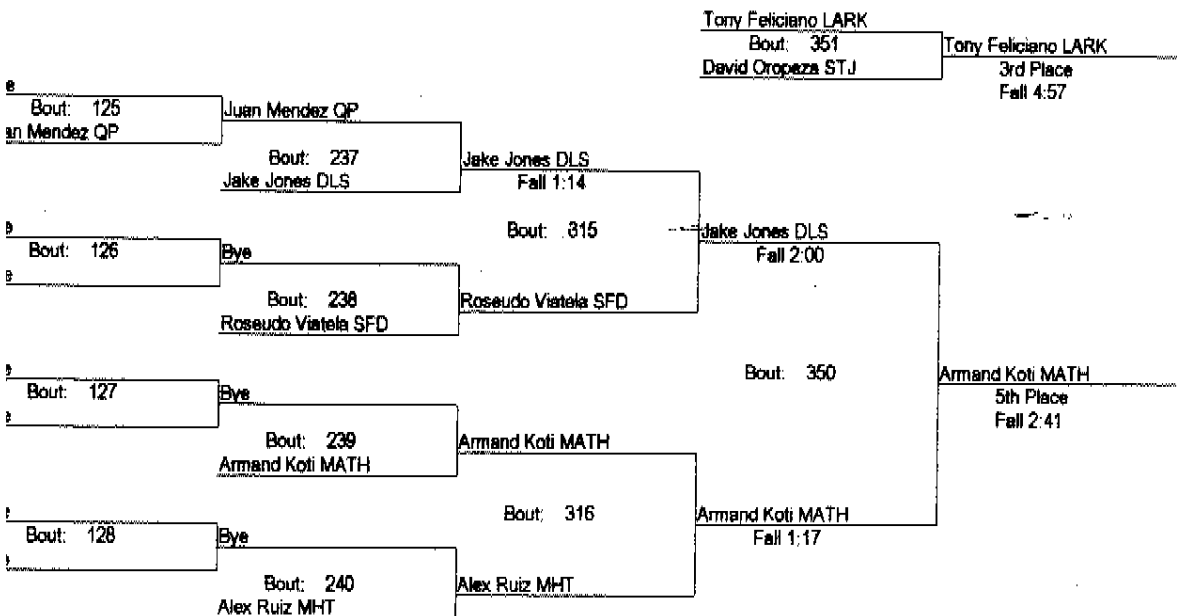 Tony Feliciano LARK
Bout: 351
David Oropeza STJ
Tony Feliciano LARK
3rd Place
Fall 4:57
e
Bout: 125
an Mendez QP
Juan Mendez QP
Bout: 237
Jake Jones DLS
Jake Jones DLS
Fall 1:14
e
Bout: 126
e
Bye
Bout: 238
Roseudo Viatela SFD
Roseudo Viatela SFD
Bout: 315
Jake Jones DLS
Fall 2:00
e
Bout: 127
e
Bye
Bout: 239
Armand Koti MATH
Armand Koti MATH
e
Bout: 128
e
Bye
Bout: 240
Alex Ruiz MHT
Alex Ruiz MHT
Bout: 316
Armand Koti MATH
Fall 1:17
Bout: 350
Armand Koti MATH
5th Place
Fall 2:41